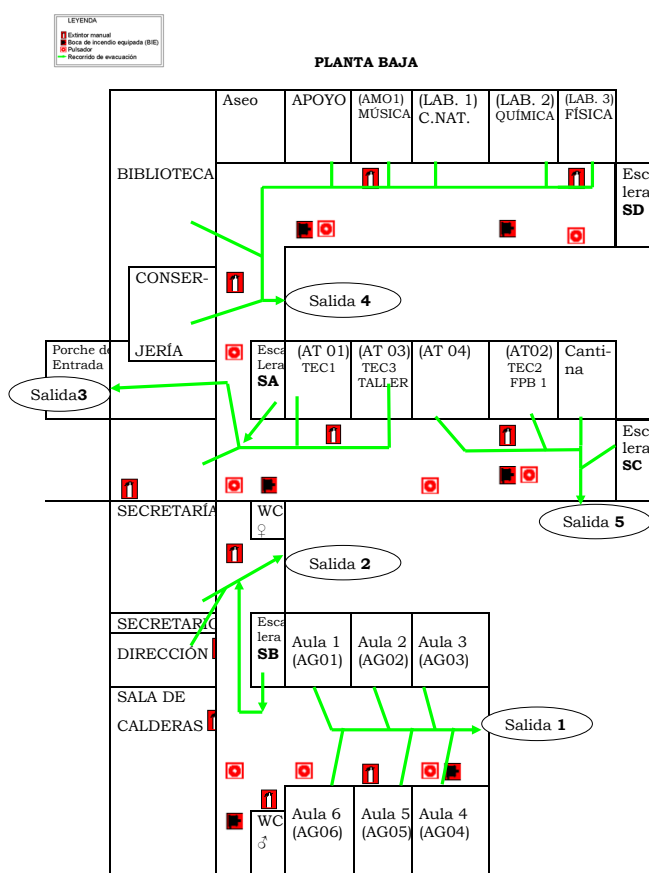 LEYENDA
Extintor manual
Boca de incendio equipada (BIE)
Pulsador
Recorrido de evacuación
PLANTA BAJA
Aseo
APOYO
(AMO1)
MÚSICA
(LAB. 1)
C.NAT.
(LAB. 2)
QUÍMICA
(LAB. 3)
FÍSICA
BIBLIOTECA
Esc
lera
SD
CONSER-
JERÍA
Salida 4
Porche de
Entrada
Esca
Lera
SA
(AT 01)
TEC1
(AT 03)
TEC3
TALLER
(AT 04)
(AT02)
TEC2
FPB 1
Canti-
na
Salida3
Esc
lera
SC
SECRETARÍA
WC
♀
Salida 5
Salida 2
SECRETARIO
DIRECCIÓN
Esca
lera
SB
Aula 1
(AG01)
Aula 2
(AG02)
Aula 3
(AG03)
SALA DE
CALDERAS
Salida 1
WC
♂
Aula 6
(AG06)
Aula 5
(AG05)
Aula 4
(AG04)